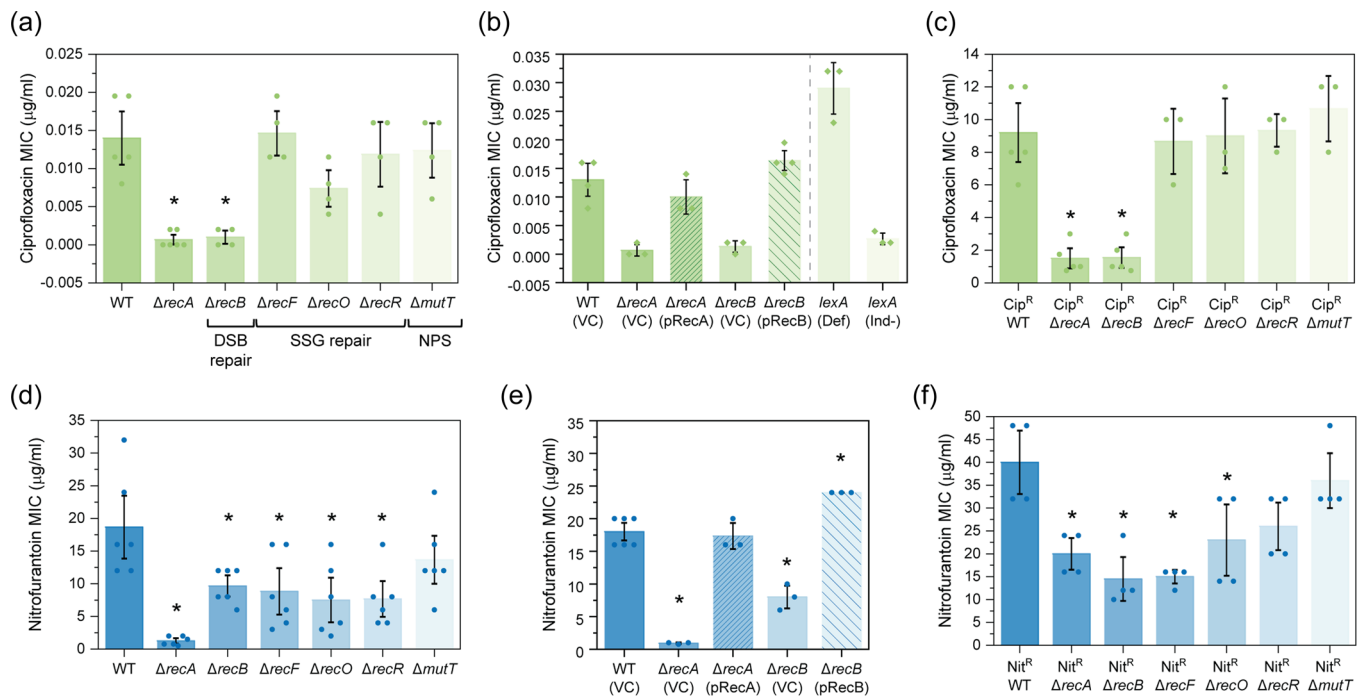 (a)
Ciprofloxacin MIC (µg/ml)
0.025
0.020
0.015
0.010
0.005
0.000
-0.005
* *
WT ΔrecA ΔrecB ΔrecF ΔrecO ΔrecR ΔmutT
DSB repair
SSG repair
NPS
(b)
Ciprofloxacin MIC (µg/ml)
0.035
0.030
0.025
0.020
0.015
0.010
0.005
0.000
-0.005
WT (VC)
ΔrecA (VC)
ΔrecA (pRecA)
ΔrecB (VC)
ΔrecB (pRecB)
lexA (Def)
lexA (Ind-)
(c)
Ciprofloxacin MIC (µg/ml)
14
12
10
8
6
4
2
0
* *
CipR WT
CipR ΔrecA
CipR ΔrecB
CipR ΔrecF
CipR ΔrecO
CipR ΔrecR
CipR ΔmutT
(d)
Nitrofurantoin MIC (µg/ml)
35
30
25
20
15
10
5
0
* * * * *
WT ΔrecA ΔrecB ΔrecF ΔrecO ΔrecR ΔmutT
(e)
Nitrofurantoin MIC (µg/ml)
35
30
25
20
15
10
5
0
* * *
WT (VC)
ΔrecA (VC)
ΔrecA (pRecA)
ΔrecB (VC)
ΔrecB (pRecB)
(f)
Nitrofurantoin MIC (µg/ml)
50
45
40
35
30
25
20
15
10
5
0
* * * *
NitR WT
NitR ΔrecA
NitR ΔrecB
NitR ΔrecF
NitR ΔrecO
NitR ΔrecR
NitR ΔmutT